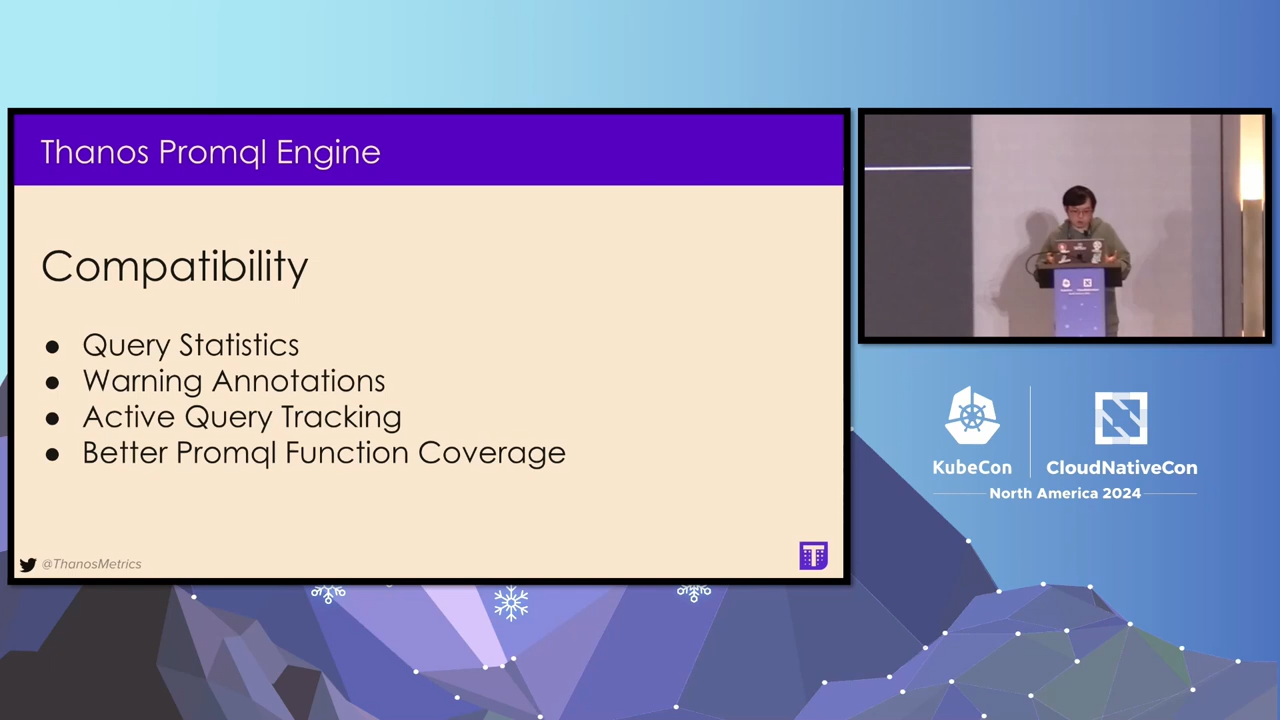 Thanos Promql Engine
Compatibility
● Query Statistics
● Warning Annotations
● Active Query Tracking
● Better Promql Function Coverage
@ThanosMetrics
KubeCon
CloudNativeCon
North America 2024